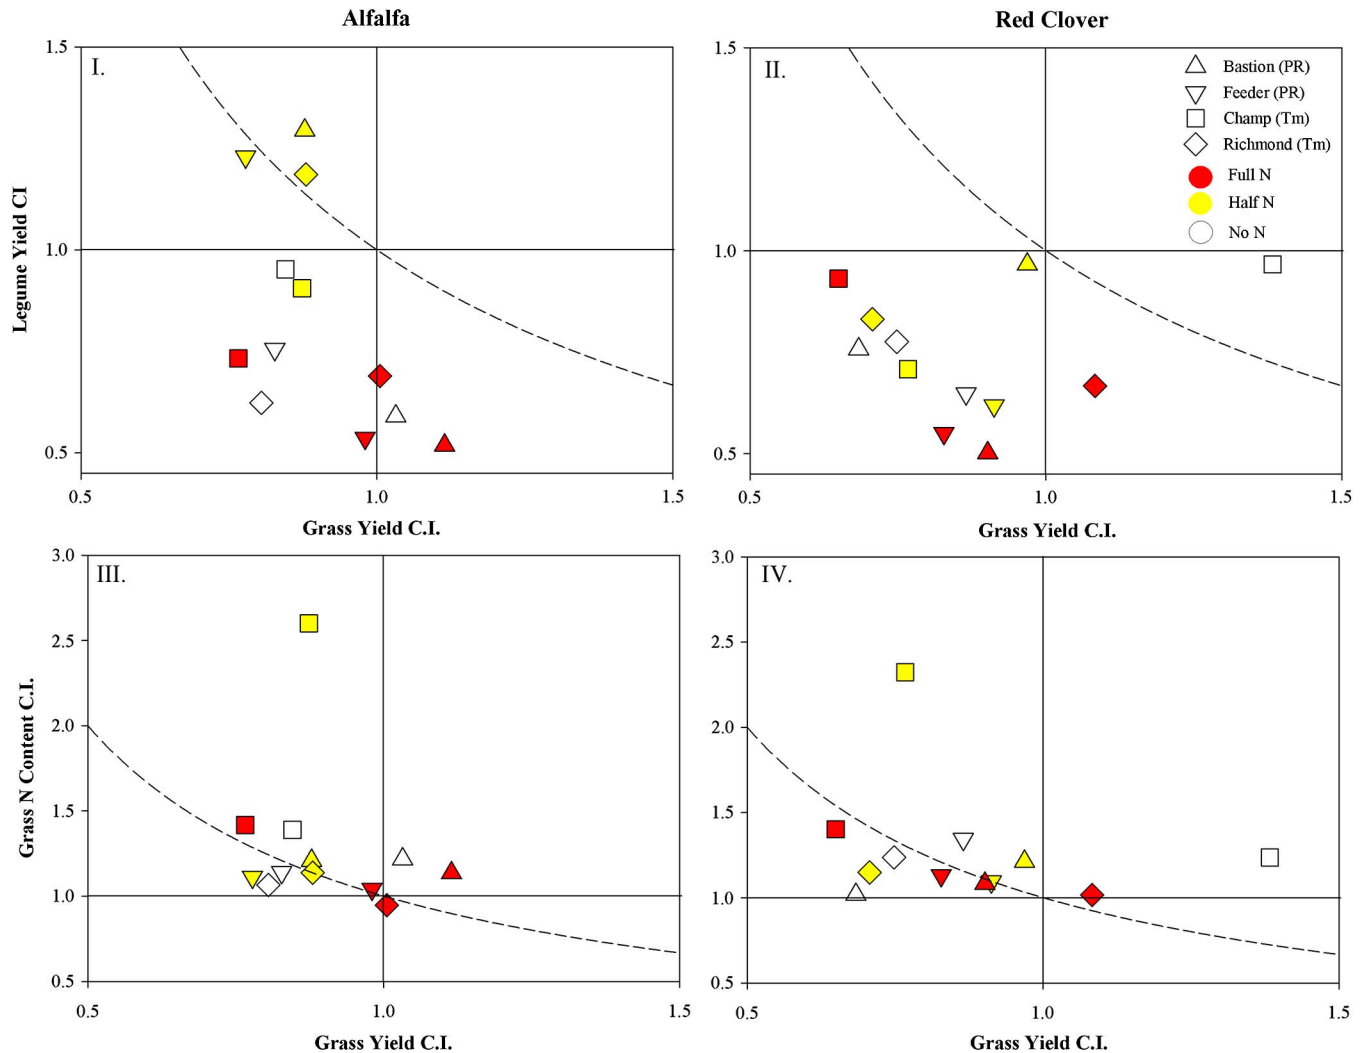 Alfalfa
Red Clover
1.5
1.0
0.5
Legume Yield CI
I.
0.5
1.0
1.5
Grass Yield C.I.
1.5
1.0
0.5
II.
Bastion (PR)
Feeder (PR)
Champ (Tm)
Richmond (Tm)
Full N
Half N
No N
0.5
1.0
1.5
Grass Yield C.I.
3.0
2.5
2.0
1.5
1.0
0.5
Grass N Content C.I.
III.
0.5
1.0
1.5
Grass Yield C.I.
3.0
2.5
2.0
1.5
1.0
0.5
IV.
0.5
1.0
1.5
Grass Yield C.I.